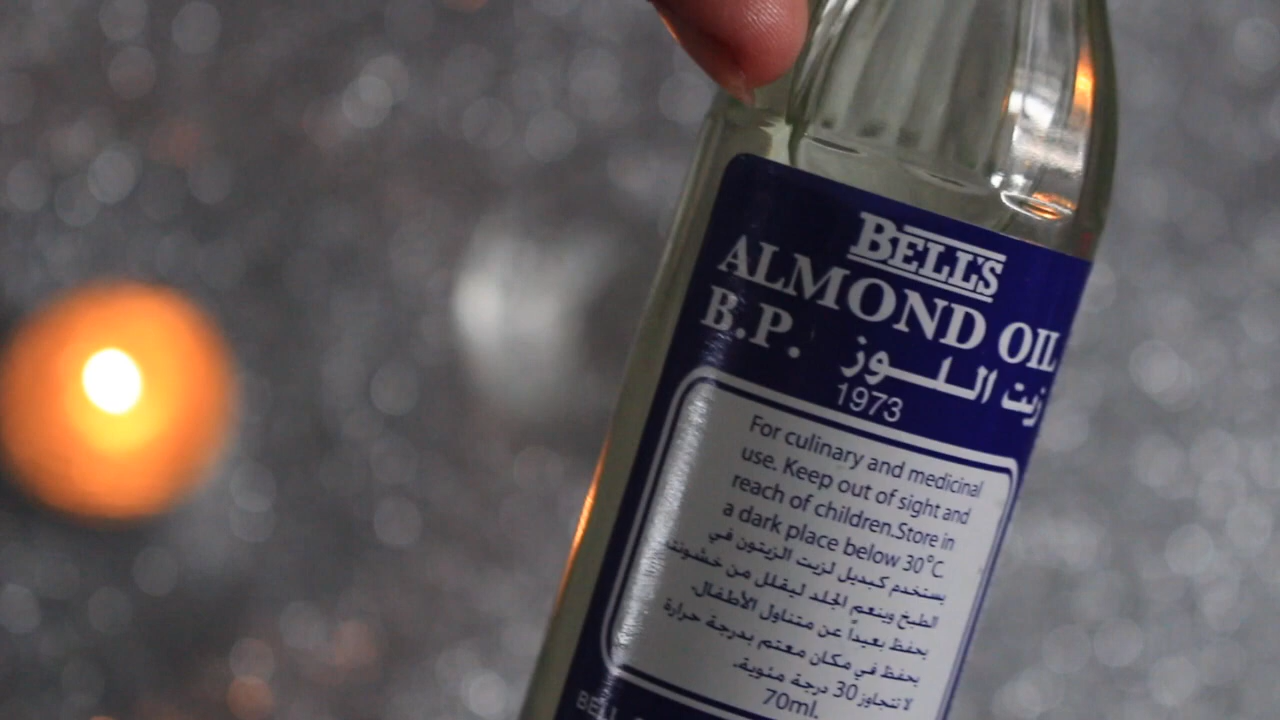 BELL'S
ALMOND OIL
B.P.
زيت اللـوز
1973
For culinary and medicinal
use. Keep out of sight and
reach of children.Store in
a dark place below 30°C.
يستخدم كبديل لزيت الزيتون في
الطبخ وينعم الجلد ليقلل من خشونته
يحفظ بعيداً عن متناول الأطفال.
يحفظ في مكان معتم بدرجة حرارة
لا تتجاوز 30 درجة مئوية.
70ml.
BELL